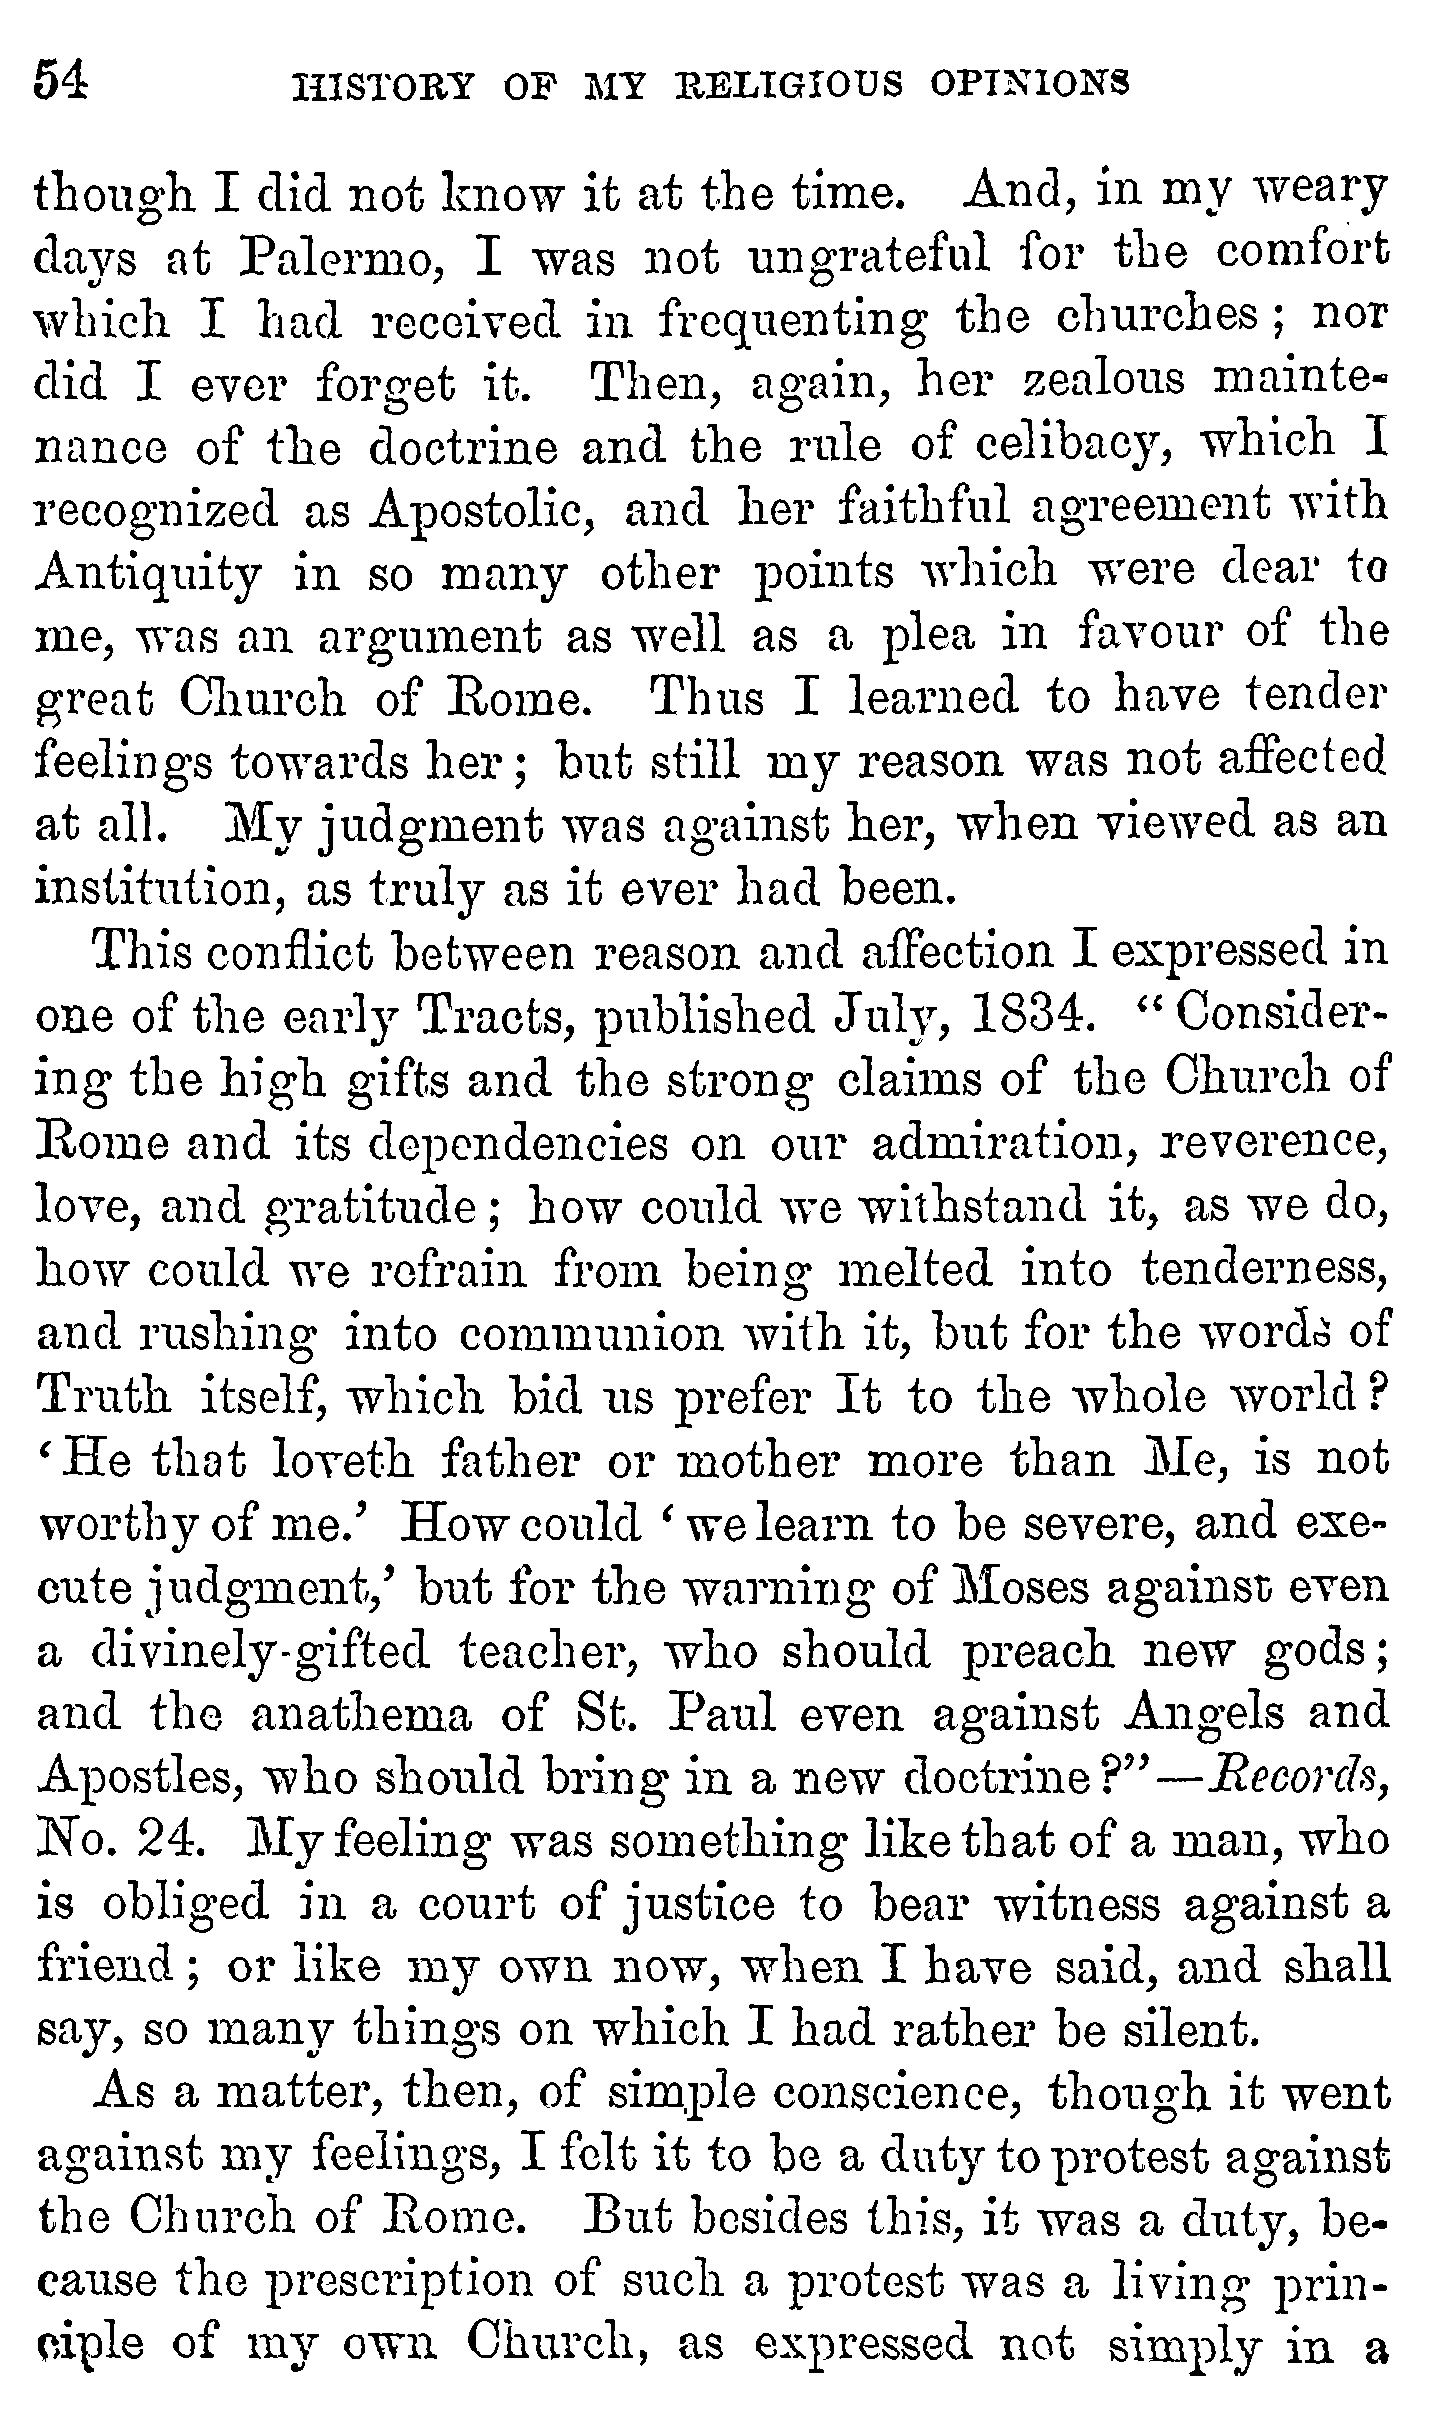 54 HISTORY OF MY RELIGIOUS OPINIONS
though I did not know it at the time. And, in my weary
days at Palermo, I was not ungrateful for the comfort
which I had received in frequenting the churches; nor
did I ever forget it. Then, again, her zealous mainte-
nance of the doctrine and the rule of celibacy, which I
recognized as Apostolic, and her faithful agreement with
Antiquity in so many other points which were dear to
me, was an argument as well as a plea in favour of the
great Church of Rome. Thus I learned to have tender
feelings towards her; but still my reason was not affected
at all. My judgment was against her, when viewed as an
institution, as truly as it ever had been.
This conflict between reason and affection I expressed in
one of the early Tracts, published July, 1834. “Consider-
ing the high gifts and the strong claims of the Church of
Rome and its dependencies on our admiration, reverence,
love, and gratitude; how could we withstand it, as we do,
how could we refrain from being melted into tenderness,
and rushing into communion with it, but for the words of
Truth itself, which bid us prefer It to the whole world?
‘He that loveth father or mother more than Me, is not
worthy of me.’ How could ‘we learn to be severe, and exe-
cute judgment,’ but for the warning of Moses against even
a divinely-gifted teacher, who should preach new gods;
and the anathema of St. Paul even against Angels and
Apostles, who should bring in a new doctrine?”—Records,
No. 24. My feeling was something like that of a man, who
is obliged in a court of justice to bear witness against a
friend; or like my own now, when I have said, and shall
say, so many things on which I had rather be silent.
As a matter, then, of simple conscience, though it went
against my feelings, I felt it to be a duty to protest against
the Church of Rome. But besides this, it was a duty, be-
cause the prescription of such a protest was a living prin-
ciple of my own Church, as expressed not simply in a